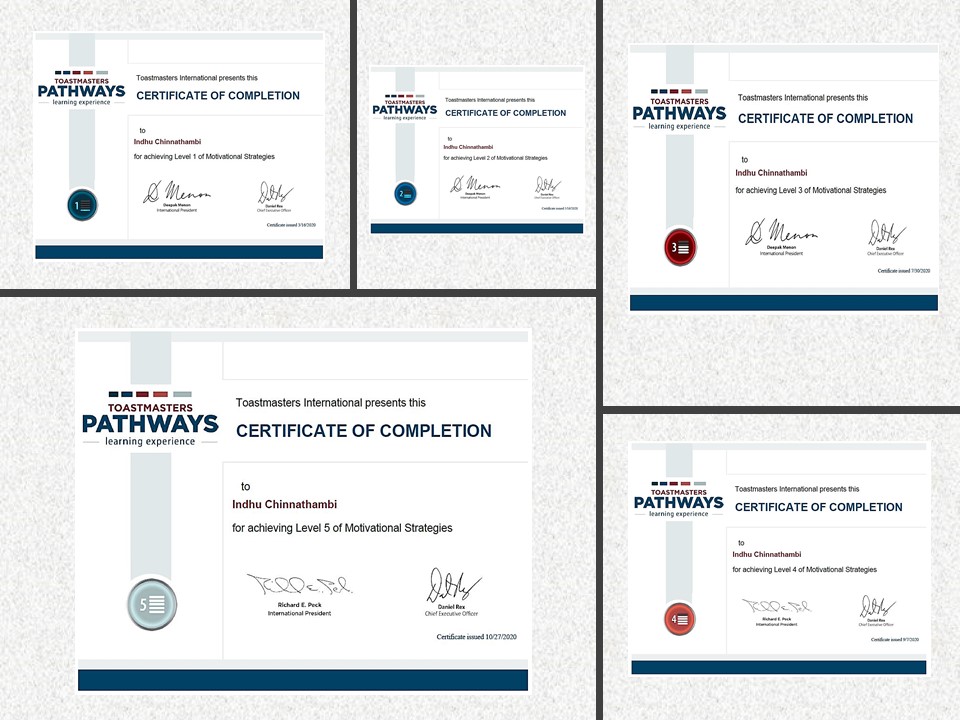 TOASTMASTERS
PATHWAYS
learning experience
Toastmasters International presents this
CERTIFICATE OF COMPLETION
to
Indhu Chinnathambi
for achieving Level 1 of Motivational Strategies
1
D Menon
Deepak Menon
International President
Daniel Rex
Chief Executive Officer
Certificate issued 3/14/2020
TOASTMASTERS
PATHWAYS
learning experience
Toastmasters International presents this
CERTIFICATE OF COMPLETION
to
Indhu Chinnathambi
for achieving Level 2 of Motivational Strategies
2
D Menon
Deepak Menon
International President
Daniel Rex
Chief Executive Officer
Certificate issued
TOASTMASTERS
PATHWAYS
learning experience
Toastmasters International presents this
CERTIFICATE OF COMPLETION
to
Indhu Chinnathambi
for achieving Level 3 of Motivational Strategies
3
D Menon
Deepak Menon
International President
Daniel Rex
Chief Executive Officer
Certificate issued 7/30/2020
TOASTMASTERS
PATHWAYS
learning experience
Toastmasters International presents this
CERTIFICATE OF COMPLETION
to
Indhu Chinnathambi
for achieving Level 5 of Motivational Strategies
5
Richard E. Peck
International President
Daniel Rex
Chief Executive Officer
Certificate issued 10/27/2020
TOASTMASTERS
PATHWAYS
learning experience
Toastmasters International presents this
CERTIFICATE OF COMPLETION
to
Indhu Chinnathambi
for achieving Level 4 of Motivational Strategies
4
Richard E. Peck
International President
Daniel Rex
Chief Executive Officer
Certificate issued 9/7/2020